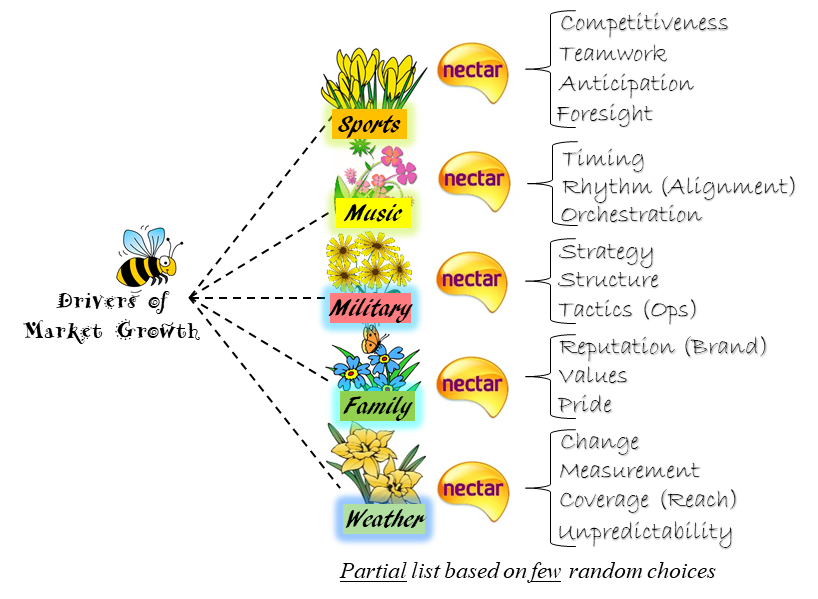 Drivers of
Market Growth
Sports
nectar
Competitiveness
Teamwork
Anticipation
Foresight
Music
nectar
Timing
Rhythm (Alignment)
Orchestration
Military
nectar
Strategy
Structure
Tactics (Ops)
Family
nectar
Reputation (Brand)
Values
Pride
Weather
nectar
Change
Measurement
Coverage (Reach)
Unpredictability
Partial list based on few random choices